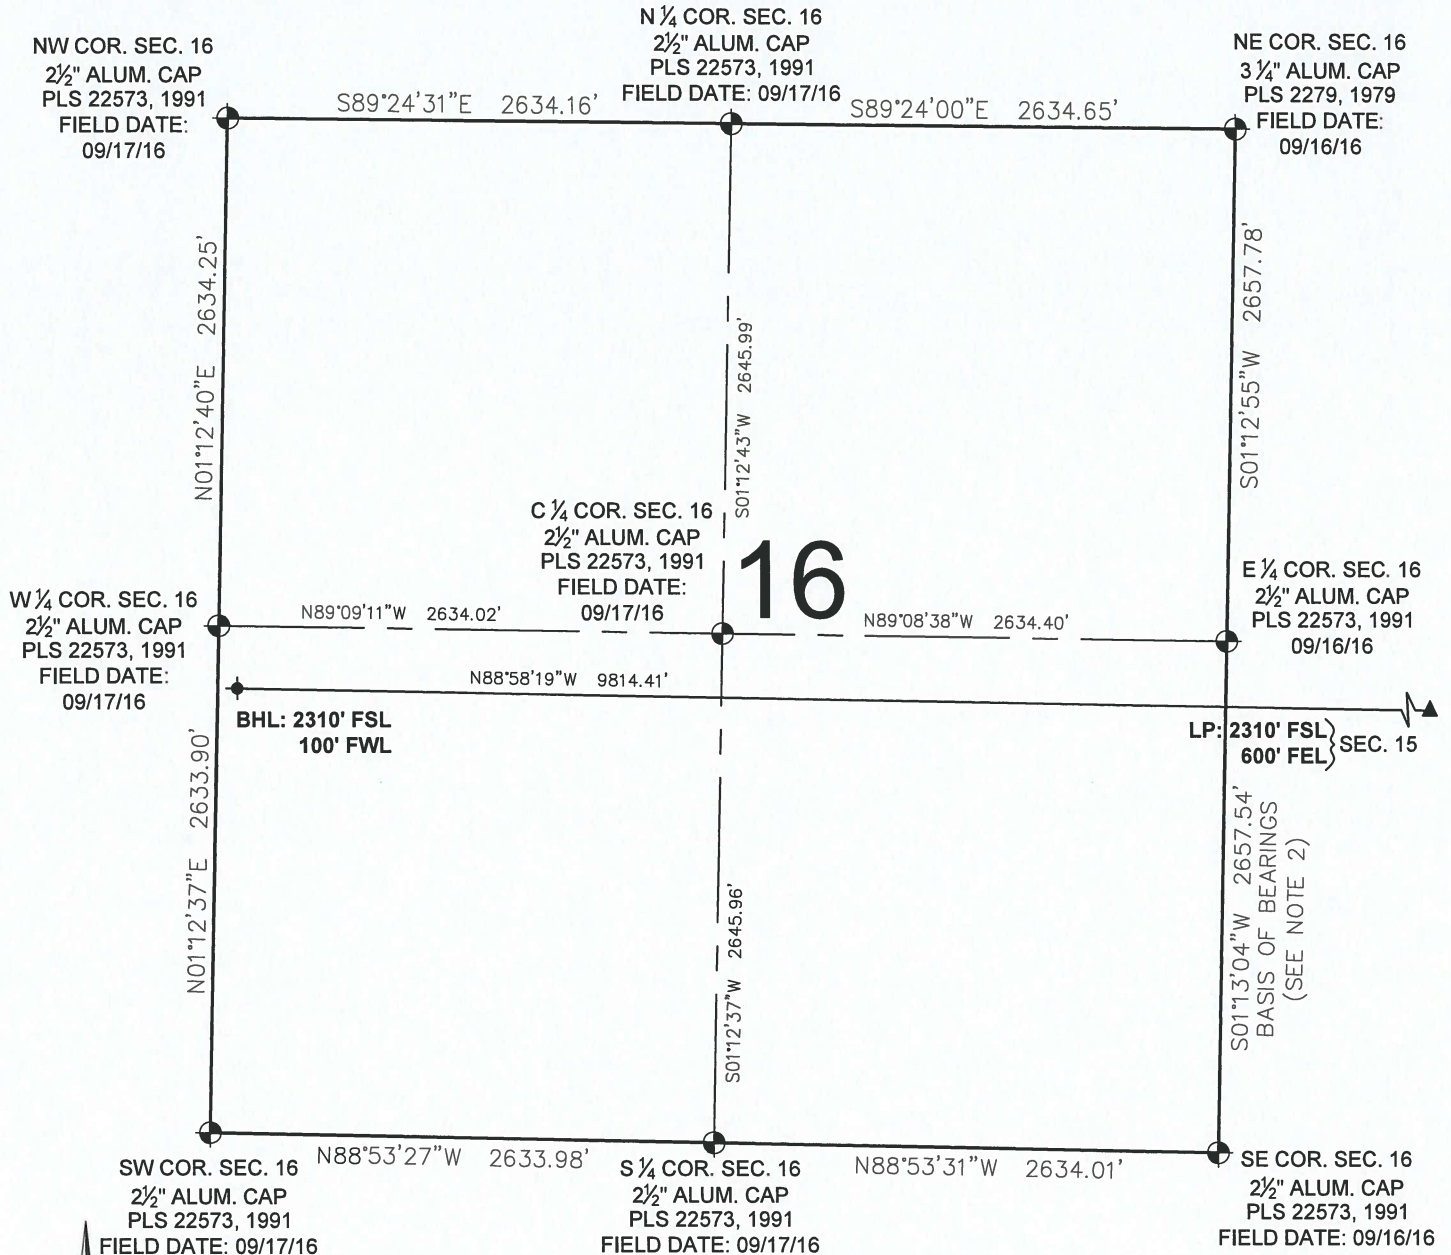 N ¼ COR. SEC. 16
2½" ALUM. CAP
PLS 22573, 1991
FIELD DATE: 09/17/16
NW COR. SEC. 16
2½" ALUM. CAP
PLS 22573, 1991
FIELD DATE:
09/17/16
NE COR. SEC. 16
3 ¼" ALUM. CAP
PLS 2279, 1979
FIELD DATE:
09/16/16
S89°24'31"E 2634.16'
S89°24'00"E 2634.65'
N01°12'40"E 2634.25'
S01°12'43"W 2645.99'
S01°12'55"W 2657.78'
C ¼ COR. SEC. 16
2½" ALUM. CAP
PLS 22573, 1991
FIELD DATE:
09/17/16
16
W ¼ COR. SEC. 16
2½" ALUM. CAP
PLS 22573, 1991
FIELD DATE:
09/17/16
N89°09'11"W 2634.02'
N89°08'38"W 2634.40'
E ¼ COR. SEC. 16
2½" ALUM. CAP
PLS 22573, 1991
09/16/16
N88°58'19"W 9814.41'
BHL: 2310' FSL
100' FWL
LP: 2310' FSL
600' FEL
SEC. 15
N01°12'37"E 2633.90'
S01°12'37"W 2645.96'
S01°13'04"W 2657.54'
BASIS OF BEARINGS
(SEE NOTE 2)
N88°53'27"W 2633.98'
N88°53'31"W 2634.01'
SW COR. SEC. 16
2½" ALUM. CAP
PLS 22573, 1991
FIELD DATE: 09/17/16
S ¼ COR. SEC. 16
2½" ALUM. CAP
PLS 22573, 1991
FIELD DATE: 09/17/16
SE COR. SEC. 16
2½" ALUM. CAP
PLS 22573, 1991
FIELD DATE: 09/16/16